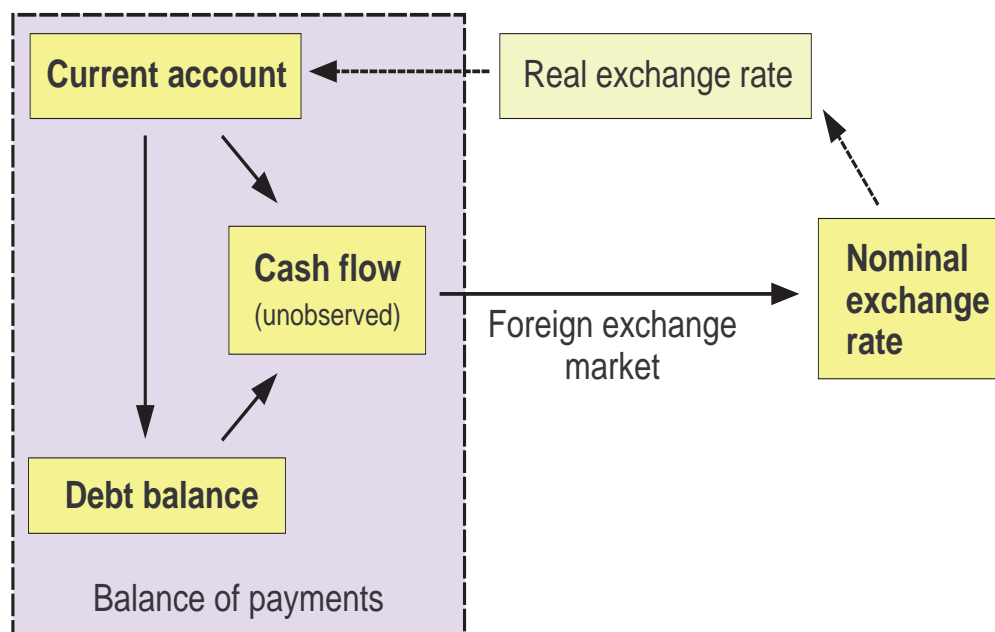 Current account
Real exchange rate
Cash flow
(unobserved)
Nominal
exchange
rate
Foreign exchange
market
Debt balance
Balance of payments